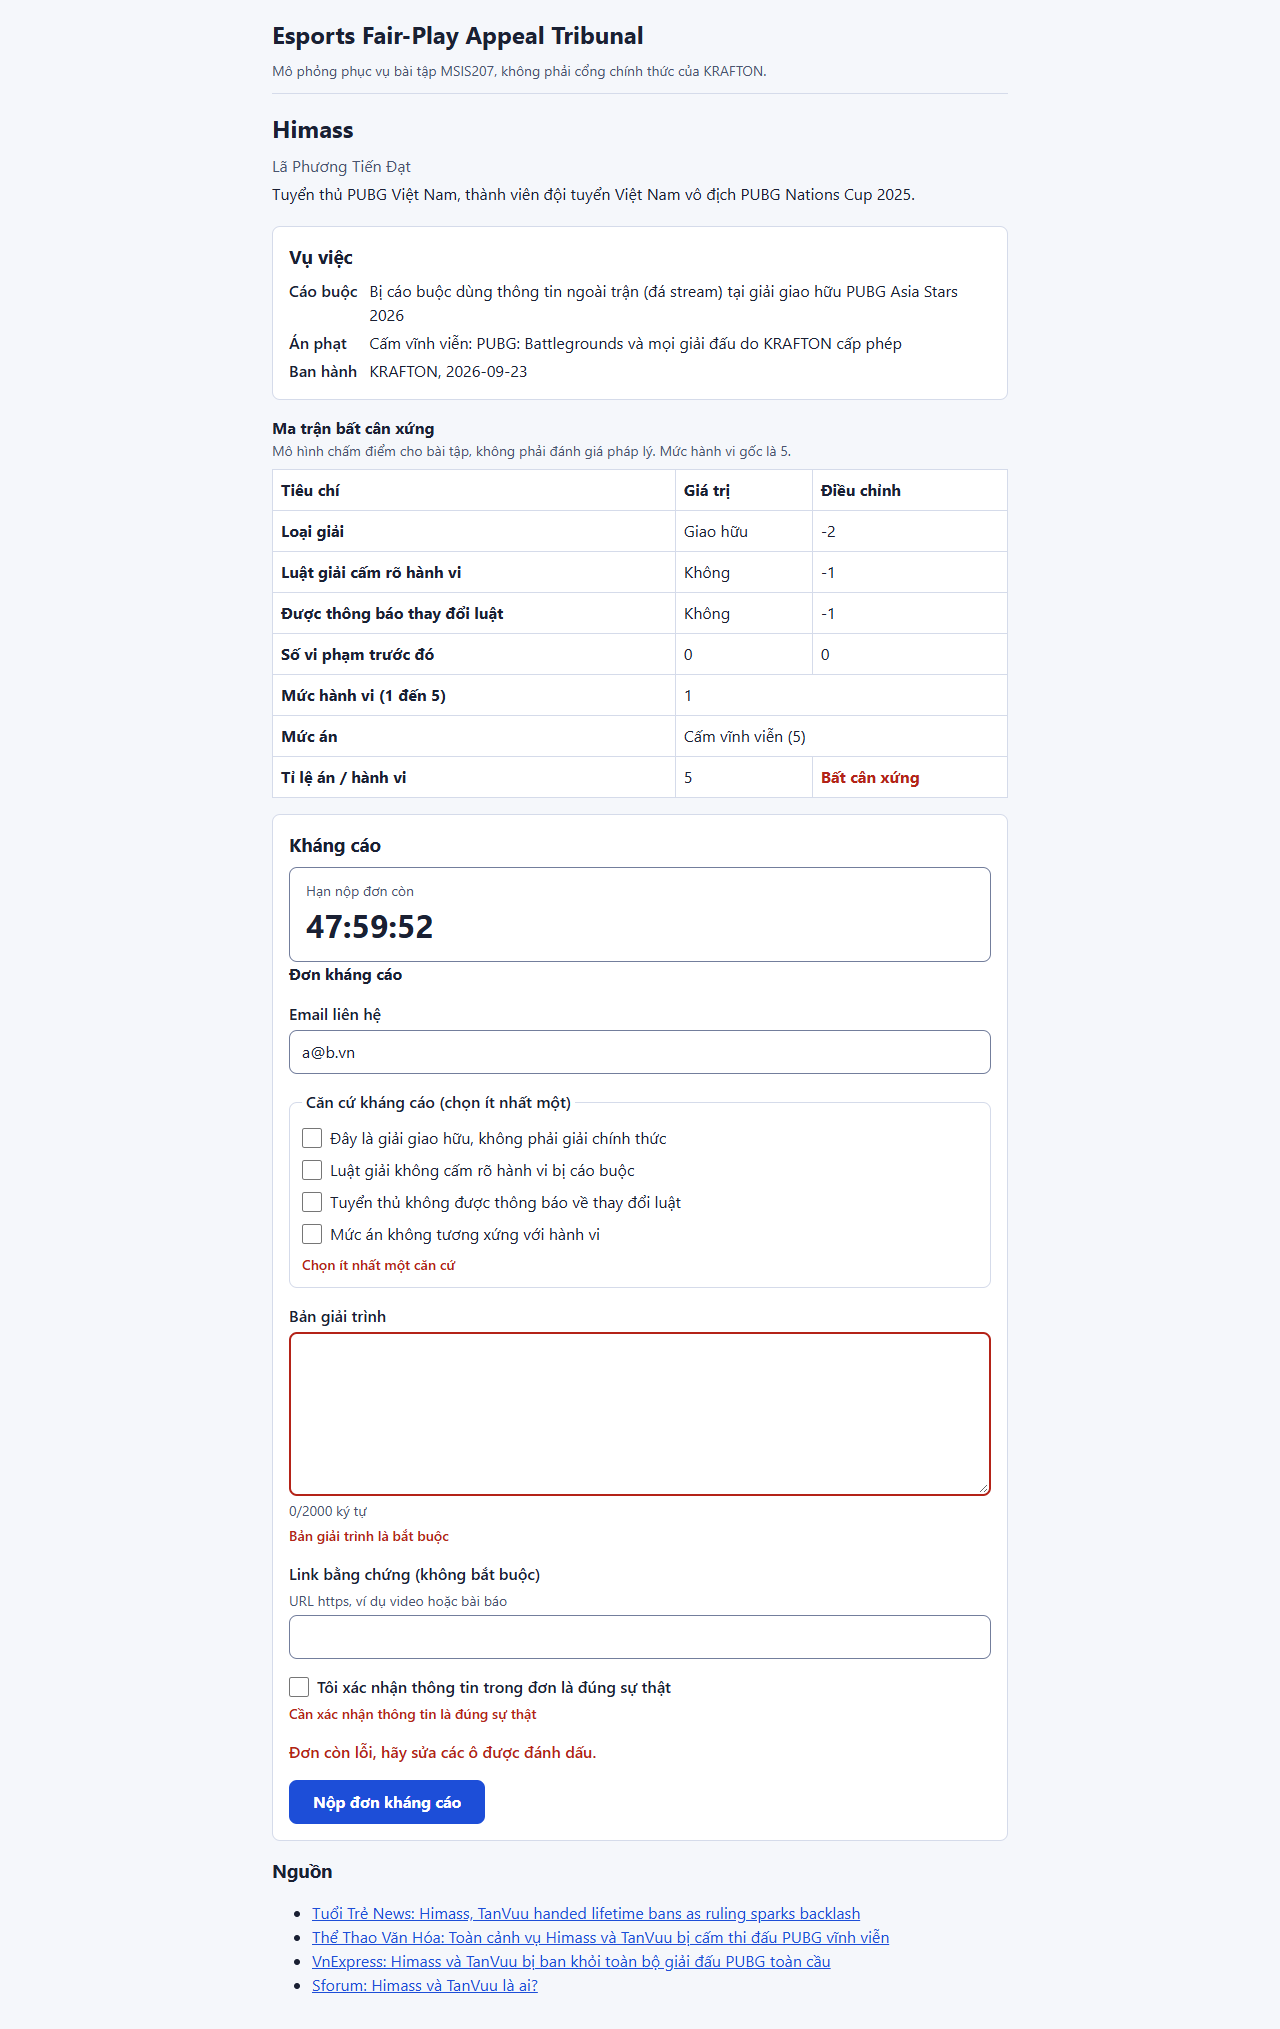 Esports Fair-Play Appeal Tribunal
Mô phỏng phục vụ bài tập MSIS207, không phải cổng chính thức của KRAFTON.
Himass
Lã Phương Tiến Đạt
Tuyển thủ PUBG Việt Nam, thành viên đội tuyển Việt Nam vô địch PUBG Nations Cup 2025.
Vụ việc
Cáo buộc Bị cáo buộc dùng thông tin ngoài trận (đá stream) tại giải giao hữu PUBG Asia Stars
2026
Án phạt Cấm vĩnh viễn: PUBG: Battlegrounds và mọi giải đấu do KRAFTON cấp phép
Ban hành KRAFTON, 2026-09-23
Ma trận bất cân xứng
Mô hình chấm điểm cho bài tập, không phải đánh giá pháp lý. Mức hành vi gốc là 5.
Tiêu chí Giá trị Điều chỉnh
Loại giải Giao hữu -2
Luật giải cấm rõ hành vi Không -1
Được thông báo thay đổi luật Không -1
Số vi phạm trước đó 0 0
Mức hành vi (1 đến 5) 1
Mức án Cấm vĩnh viễn (5)
Tỉ lệ án / hành vi 5 Bất cân xứng
Kháng cáo
Hạn nộp đơn còn
47:59:52
Đơn kháng cáo
Email liên hệ
a@b.vn
Căn cứ kháng cáo (chọn ít nhất một)
Đây là giải giao hữu, không phải giải chính thức
Luật giải không cấm rõ hành vi bị cáo buộc
Tuyển thủ không được thông báo về thay đổi luật
Mức án không tương xứng với hành vi
Chọn ít nhất một căn cứ
Bản giải trình
0/2000 ký tự
Bản giải trình là bắt buộc
Link bằng chứng (không bắt buộc)
URL https, ví dụ video hoặc bài báo
Tôi xác nhận thông tin trong đơn là đúng sự thật
Cần xác nhận thông tin là đúng sự thật
Đơn còn lỗi, hãy sửa các ô được đánh dấu.
Nộp đơn kháng cáo
Nguồn
Tuổi Trẻ News: Himass, TanVuu handed lifetime bans as ruling sparks backlash
Thể Thao Văn Hóa: Toàn cảnh vụ Himass và TanVuu bị cấm thi đấu PUBG vĩnh viễn
VnExpress: Himass và TanVuu bị ban khỏi toàn bộ giải đấu PUBG toàn cầu
Sforum: Himass và TanVuu là ai?